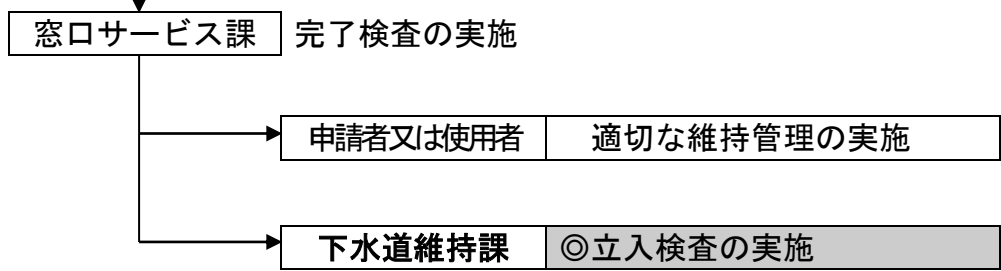 窓口サービス課 完了検査の実施
申請者又は使用者 適切な維持管理の実施
下水道維持課 ◎立入検査の実施